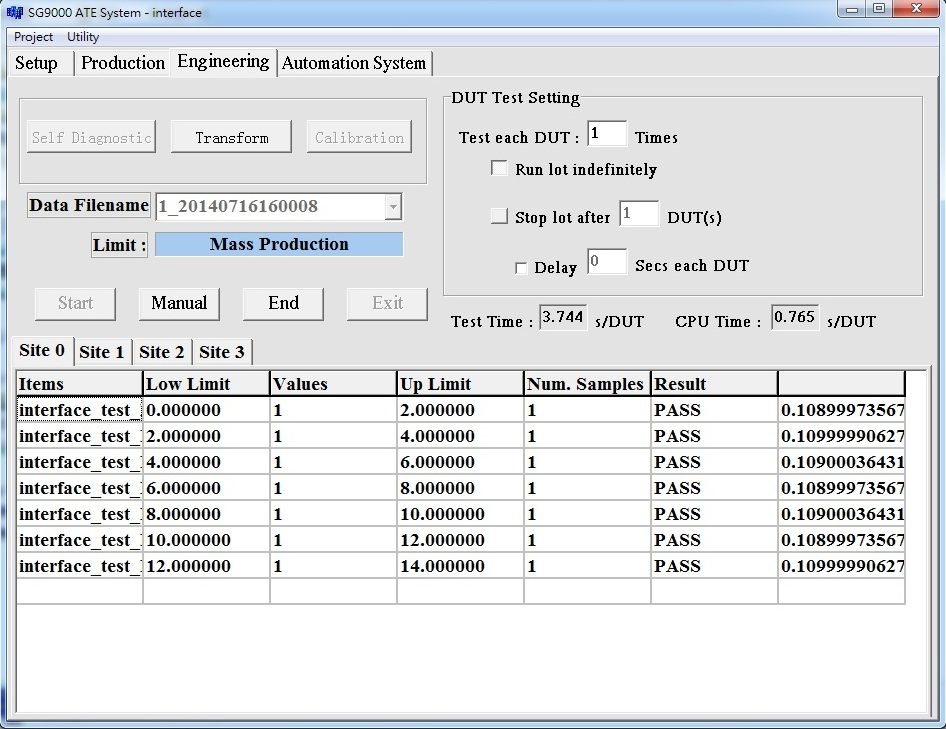 SG9000 ATE System - interface
Project Utility
Setup Production Engineering Automation System
Self Diagnostic Transform Calibration
Data Filename 1_20140716160008
Limit : Mass Production
Start Manual End Exit
DUT Test Setting
Test each DUT : 1 Times
Run lot indefinitely
Stop lot after 1 DUT(s)
Delay 0 Secs each DUT
Test Time : 3.744 s/DUT CPU Time : 0.765 s/DUT
Site 0 Site 1 Site 2 Site 3
Items Low Limit Values Up Limit Num. Samples Result
interface_test_ 0.000000 1 2.000000 1 PASS 0.10899973567
interface_test_ 2.000000 1 4.000000 1 PASS 0.10999990627
interface_test_ 4.000000 1 6.000000 1 PASS 0.10900036431
interface_test_ 6.000000 1 8.000000 1 PASS 0.10899973567
interface_test_ 8.000000 1 10.000000 1 PASS 0.10900036431
interface_test_ 10.000000 1 12.000000 1 PASS 0.10899973567
interface_test_ 12.000000 1 14.000000 1 PASS 0.10999990627